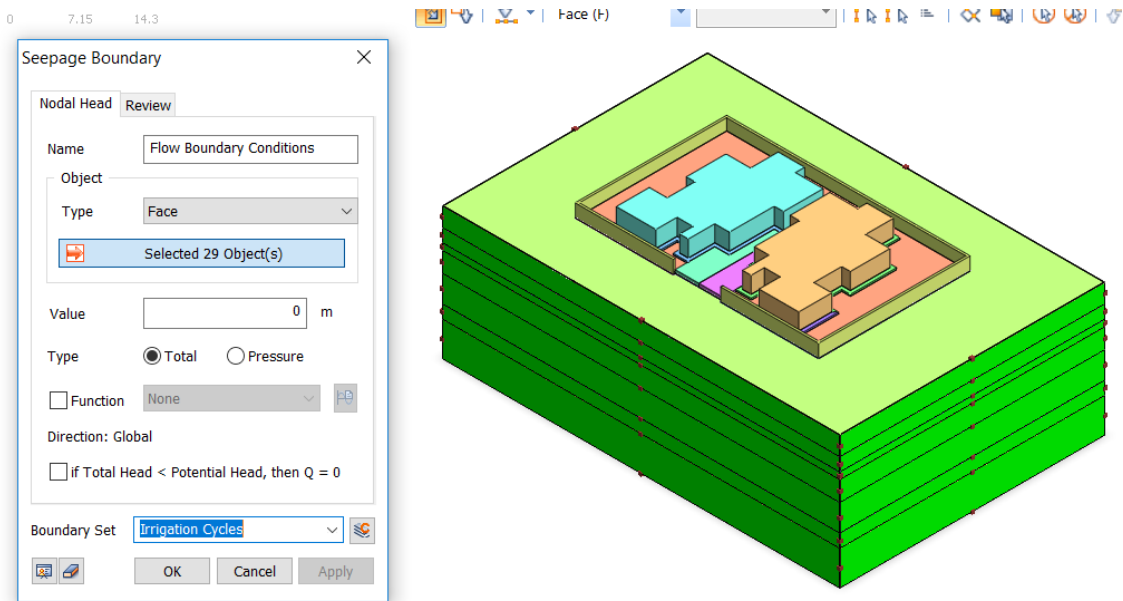 0 7.15 14.3
Face (F)
Seepage Boundary
Nodal Head Review
Name Flow Boundary Conditions
Object
Type Face
Selected 29 Object(s)
Value 0 m
Type Total Pressure
Function None
Direction: Global
if Total Head < Potential Head, then Q = 0
Boundary Set Irrigation Cycles
OK Cancel Apply